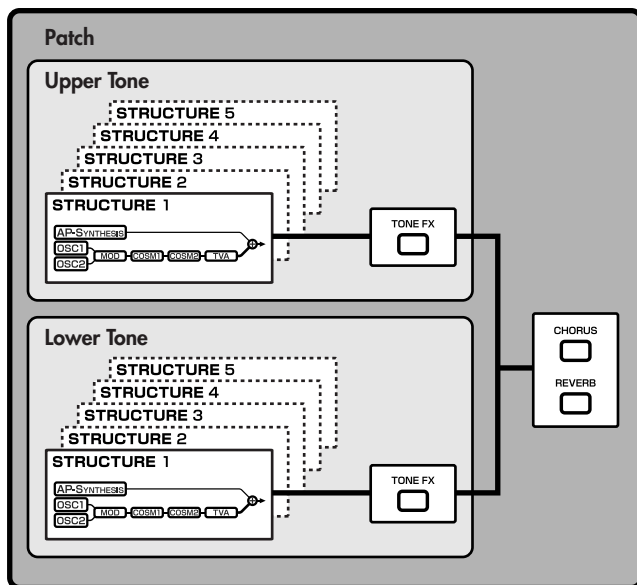 Patch
Upper Tone
STRUCTURE 5
STRUCTURE 4
STRUCTURE 3
STRUCTURE 2
STRUCTURE 1
AP-SYNTHESIS
OSC1
OSC2
MOD COSM1 COSM2 TVA
TONE FX
Lower Tone
STRUCTURE 5
STRUCTURE 4
STRUCTURE 3
STRUCTURE 2
STRUCTURE 1
AP-SYNTHESIS
OSC1
OSC2
MOD COSM1 COSM2 TVA
TONE FX
CHORUS
REVERB